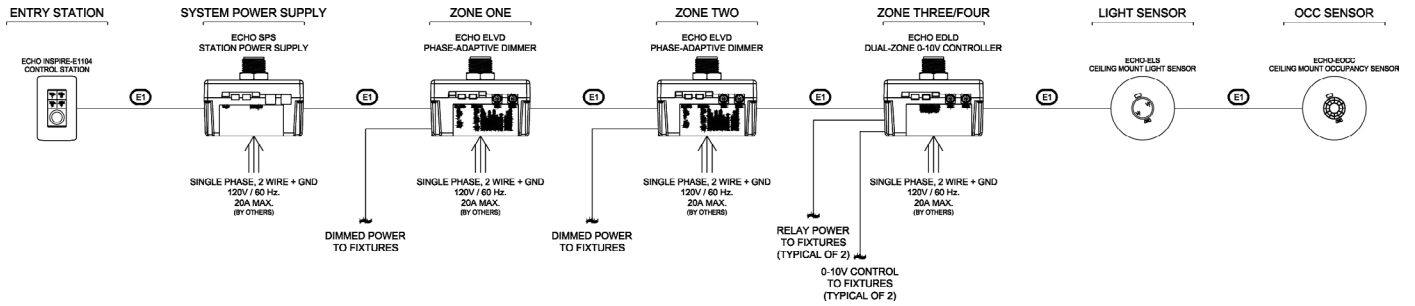 ENTRY STATION
SYSTEM POWER SUPPLY
ZONE ONE
ZONE TWO
ZONE THREE/FOUR
LIGHT SENSOR
OCC SENSOR
ECHO INSPIRE-E1104
CONTROL STATION
ECHO SPS
STATION POWER SUPPLY
ECHO ELVD
PHASE-ADAPTIVE DIMMER
ECHO ELVD
PHASE-ADAPTIVE DIMMER
ECHO EDLD
DUAL-ZONE 0-10V CONTROLLER
ECHO-ELS
CEILING MOUNT LIGHT SENSOR
ECHO-EOCC
CEILING MOUNT OCCUPANCY SENSOR
E1
E1
E1
E1
E1
E1
SINGLE PHASE, 2 WIRE + GND
120V / 60 Hz.
20A MAX.
(BY OTHERS)
SINGLE PHASE, 2 WIRE + GND
120V / 60 Hz.
20A MAX.
(BY OTHERS)
SINGLE PHASE, 2 WIRE + GND
120V / 60 Hz.
20A MAX.
(BY OTHERS)
SINGLE PHASE, 2 WIRE + GND
120V / 60 Hz.
20A MAX.
(BY OTHERS)
DIMMED POWER
TO FIXTURES
DIMMED POWER
TO FIXTURES
RELAY POWER
TO FIXTURES
(TYPICAL OF 2)
0-10V CONTROL
TO FIXTURES
(TYPICAL OF 2)